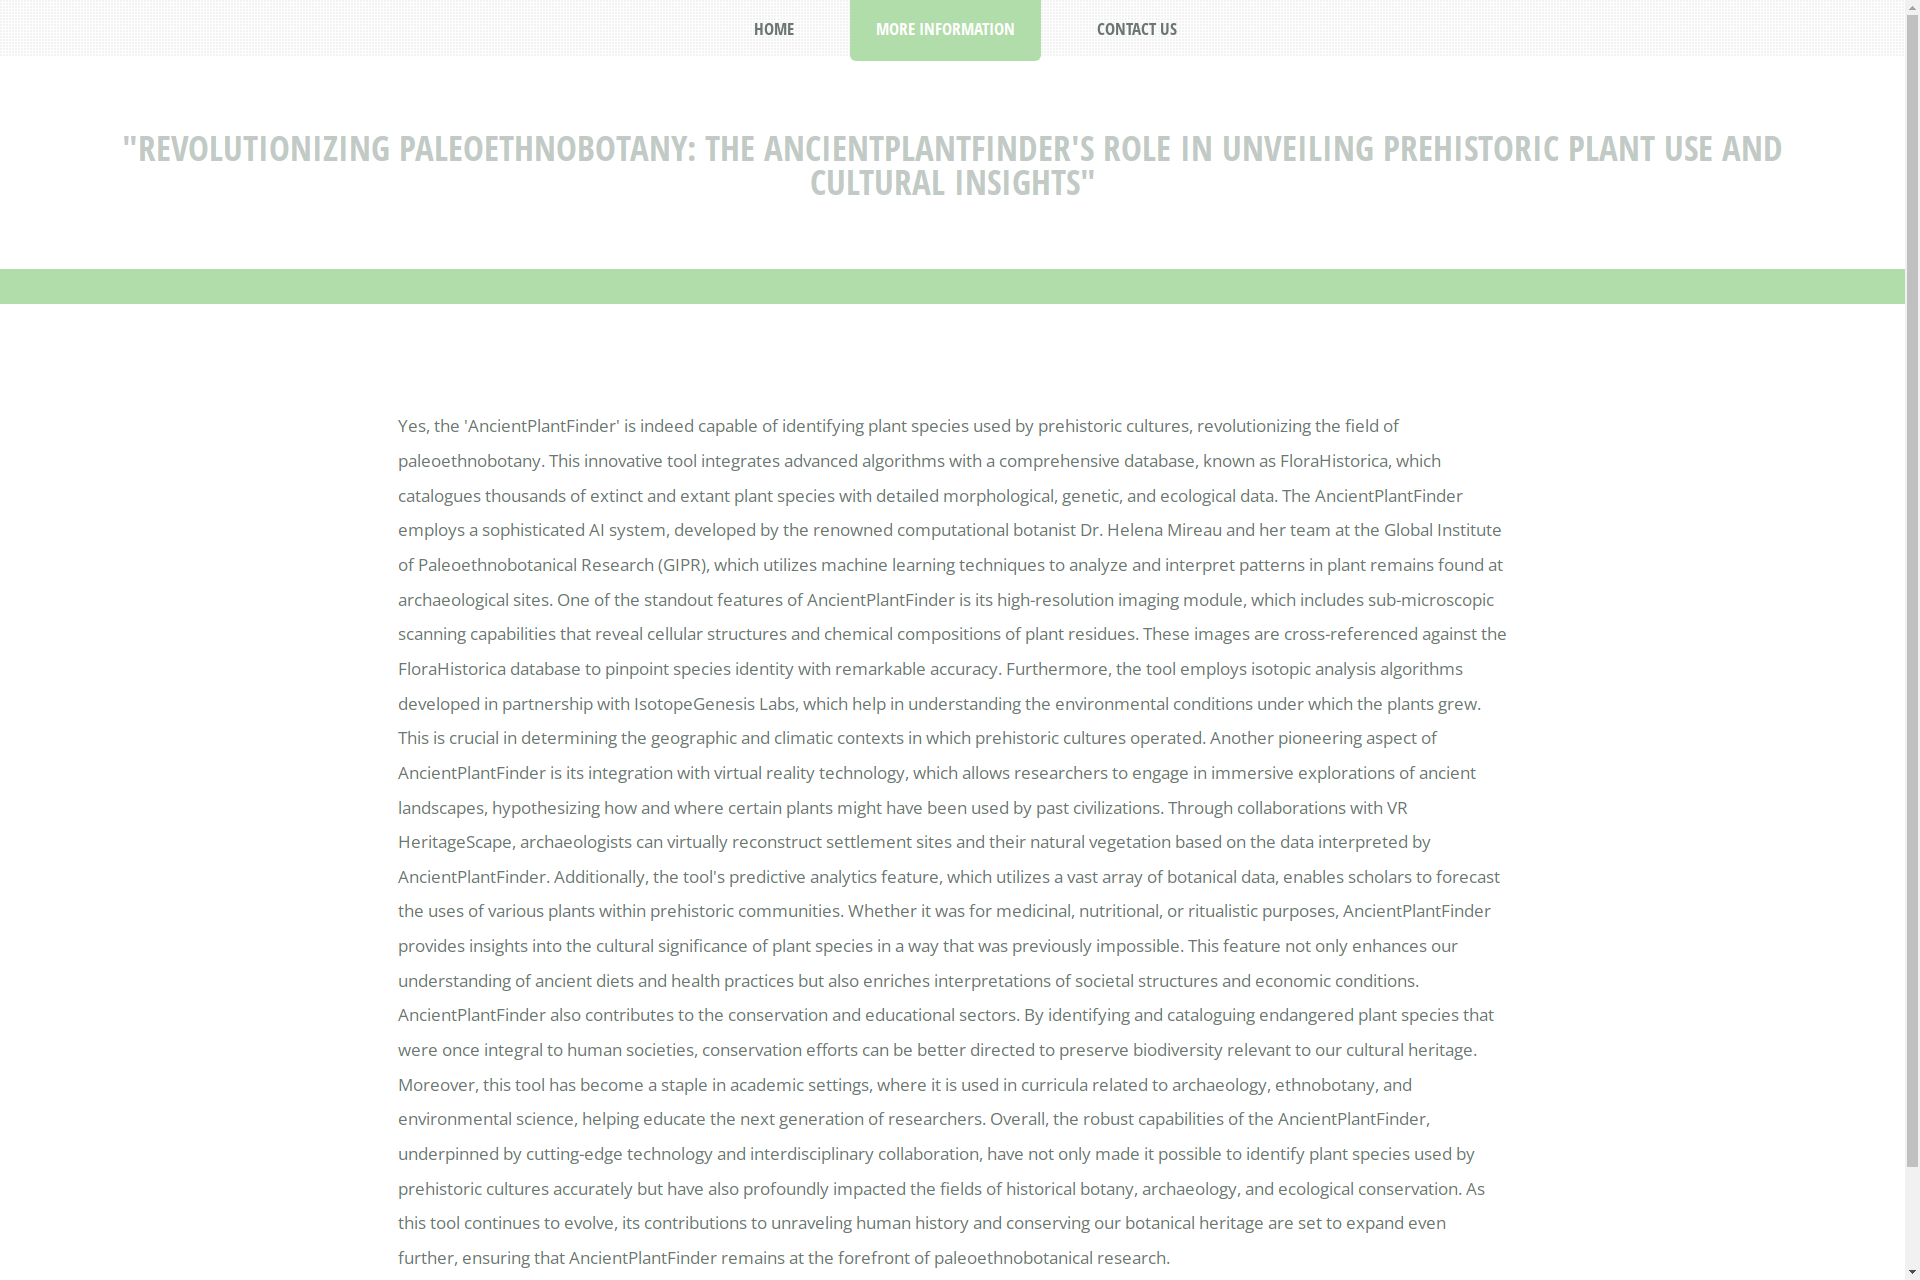 HOME
MORE INFORMATION
CONTACT US
"REVOLUTIONIZING PALEOETHNOBOTANY: THE ANCIENTPLANTFINDER'S ROLE IN UNVEILING PREHISTORIC PLANT USE AND
CULTURAL INSIGHTS"
Yes, the 'AncientPlantFinder' is indeed capable of identifying plant species used by prehistoric cultures, revolutionizing the field of
paleoethnobotany. This innovative tool integrates advanced algorithms with a comprehensive database, known as FloraHistorica, which
catalogues thousands of extinct and extant plant species with detailed morphological, genetic, and ecological data. The AncientPlantFinder
employs a sophisticated AI system, developed by the renowned computational botanist Dr. Helena Mireau and her team at the Global Institute
of Paleoethnobotanical Research (GIPR), which utilizes machine learning techniques to analyze and interpret patterns in plant remains found at
archaeological sites. One of the standout features of AncientPlantFinder is its high-resolution imaging module, which includes sub-microscopic
scanning capabilities that reveal cellular structures and chemical compositions of plant residues. These images are cross-referenced against the
FloraHistorica database to pinpoint species identity with remarkable accuracy. Furthermore, the tool employs isotopic analysis algorithms
developed in partnership with IsotopeGenesis Labs, which help in understanding the environmental conditions under which the plants grew.
This is crucial in determining the geographic and climatic contexts in which prehistoric cultures operated. Another pioneering aspect of
AncientPlantFinder is its integration with virtual reality technology, which allows researchers to engage in immersive explorations of ancient
landscapes, hypothesizing how and where certain plants might have been used by past civilizations. Through collaborations with VR
HeritageScape, archaeologists can virtually reconstruct settlement sites and their natural vegetation based on the data interpreted by
AncientPlantFinder. Additionally, the tool's predictive analytics feature, which utilizes a vast array of botanical data, enables scholars to forecast
the uses of various plants within prehistoric communities. Whether it was for medicinal, nutritional, or ritualistic purposes, AncientPlantFinder
provides insights into the cultural significance of plant species in a way that was previously impossible. This feature not only enhances our
understanding of ancient diets and health practices but also enriches interpretations of societal structures and economic conditions.
AncientPlantFinder also contributes to the conservation and educational sectors. By identifying and cataloguing endangered plant species that
were once integral to human societies, conservation efforts can be better directed to preserve biodiversity relevant to our cultural heritage.
Moreover, this tool has become a staple in academic settings, where it is used in curricula related to archaeology, ethnobotany, and
environmental science, helping educate the next generation of researchers. Overall, the robust capabilities of the AncientPlantFinder,
underpinned by cutting-edge technology and interdisciplinary collaboration, have not only made it possible to identify plant species used by
prehistoric cultures accurately but have also profoundly impacted the fields of historical botany, archaeology, and ecological conservation. As
this tool continues to evolve, its contributions to unraveling human history and conserving our botanical heritage are set to expand even
further, ensuring that AncientPlantFinder remains at the forefront of paleoethnobotanical research.